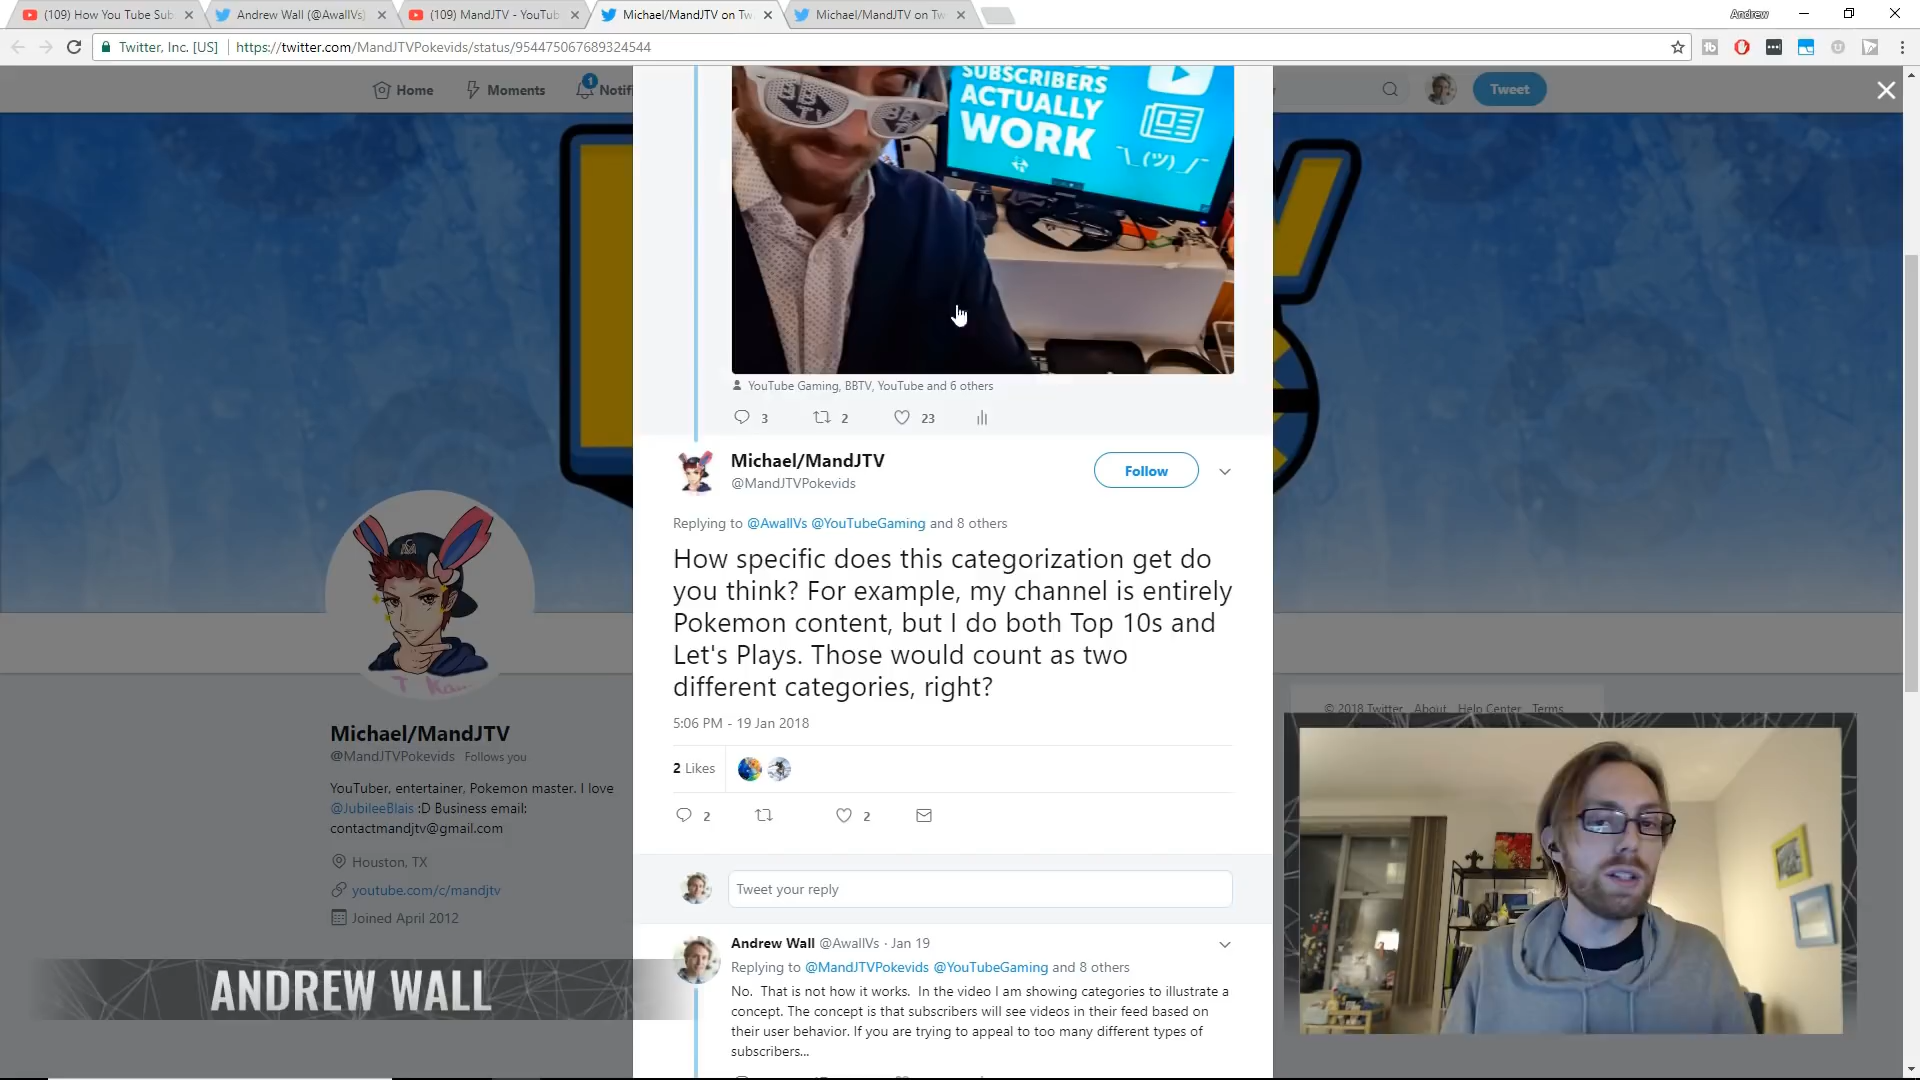 (109) How You Tube Sub
Andrew Wall (@AwallVs)
(109) MandJTV - YouTub
Michael/MandJTV on Tw
Michael/MandJTV on Tw
Andrew
Twitter, Inc. [US]
https://twitter.com/MandJTVPokevids/status/954475067689324544
Home
Moments
1
Notif
Tweet
SUBSCRIBERS
ACTUALLY
WORK
¯\_(ツ)_/¯
YouTube Gaming, BBTV, YouTube and 6 others
3
2
23
Michael/MandJTV
@MandJTVPokevids
Follow
Replying to @AwallVs @YouTubeGaming and 8 others
How specific does this categorization get do
you think? For example, my channel is entirely
Pokemon content, but I do both Top 10s and
Let's Plays. Those would count as two
different categories, right?
5:06 PM - 19 Jan 2018
2 Likes
2
2
Tweet your reply
Andrew Wall @AwallVs · Jan 19
Replying to @MandJTVPokevids @YouTubeGaming and 8 others
No. That is not how it works. In the video I am showing categories to illustrate a
concept. The concept is that subscribers will see videos in their feed based on
their user behavior. If you are trying to appeal to too many different types of
subscribers...
Michael/MandJTV
@MandJTVPokevids Follows you
YouTuber, entertainer, Pokemon master. I love
@JubileeBlais :D Business email:
contactmandjtv@gmail.com
Houston, TX
youtube.com/c/mandjtv
Joined April 2012
© 2018 Twitter About Help Center Terms
ANDREW WALL